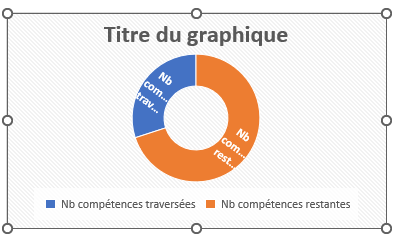 Titre du graphique
Nb
com...
trav...
Nb
com...
rest...
Nb compétences traversées
Nb compétences restantes